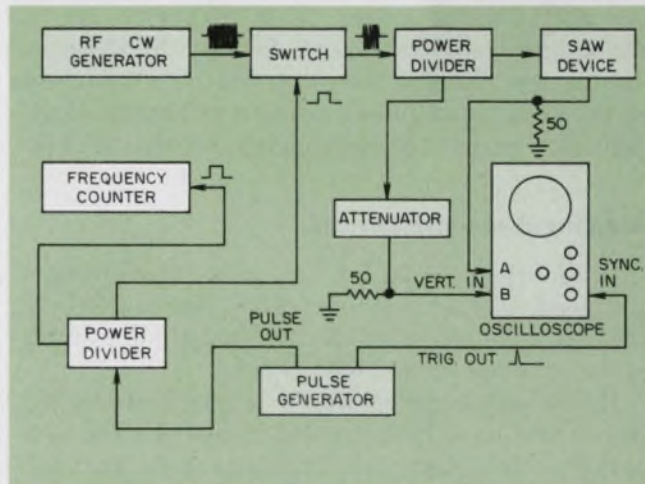 RF CW
GENERATOR
SWITCH
POWER
DIVIDER
SAW
DEVICE
50
FREQUENCY
COUNTER
ATTENUATOR
50
VERT. IN
A
B
SYNC.
IN
OSCILLOSCOPE
POWER
DIVIDER
PULSE
OUT
TRIG. OUT
PULSE
GENERATOR